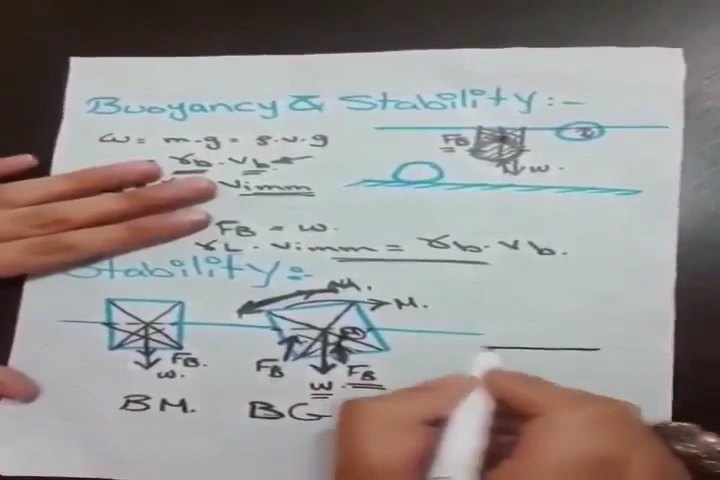 Buoyancy & Stability :-
w = m.g = ρ.v.g
γb . Vb
Vimm
FB
w.
FB = w.
γL . Vimm = γb . Vb.
Stability :-
M.
M.
FB.
w.
FB
w
FB
BM.
BG